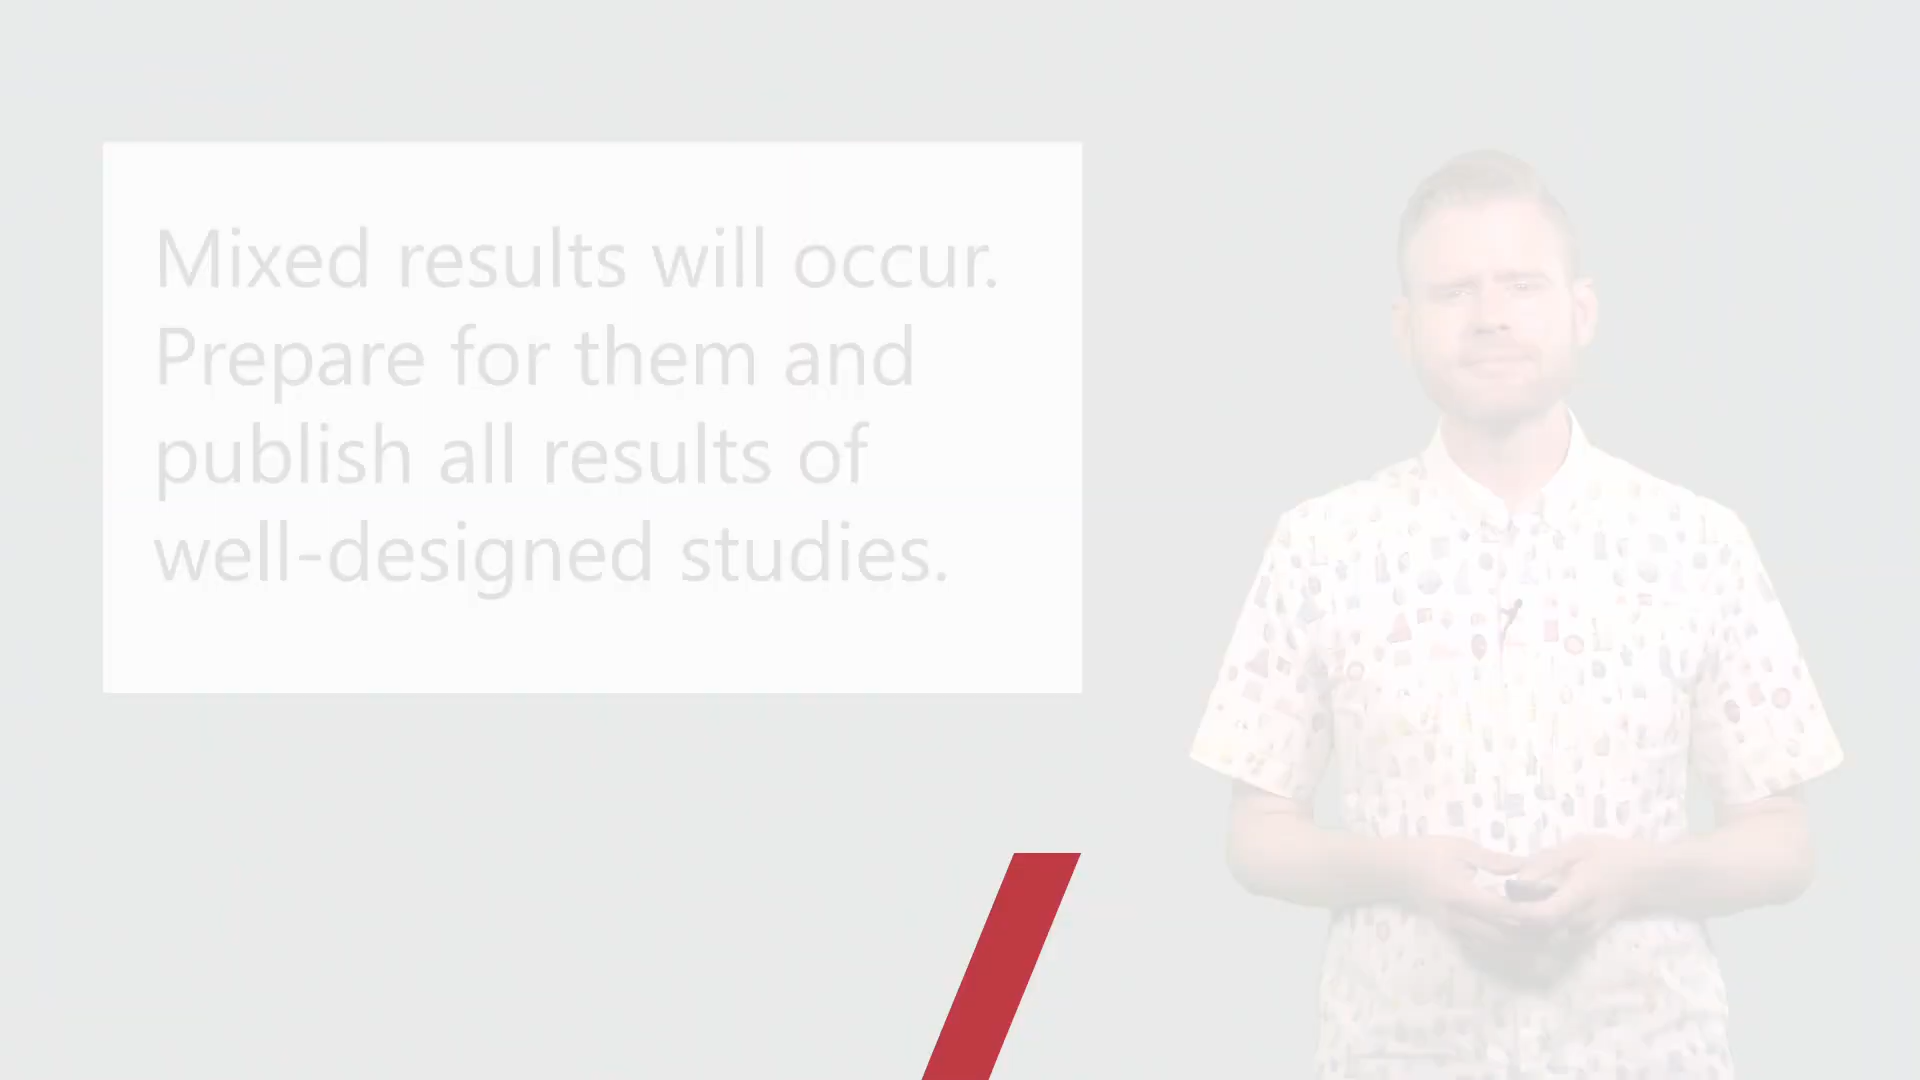 Mixed results will occur.
Prepare for them and
publish all results of
well-designed studies.